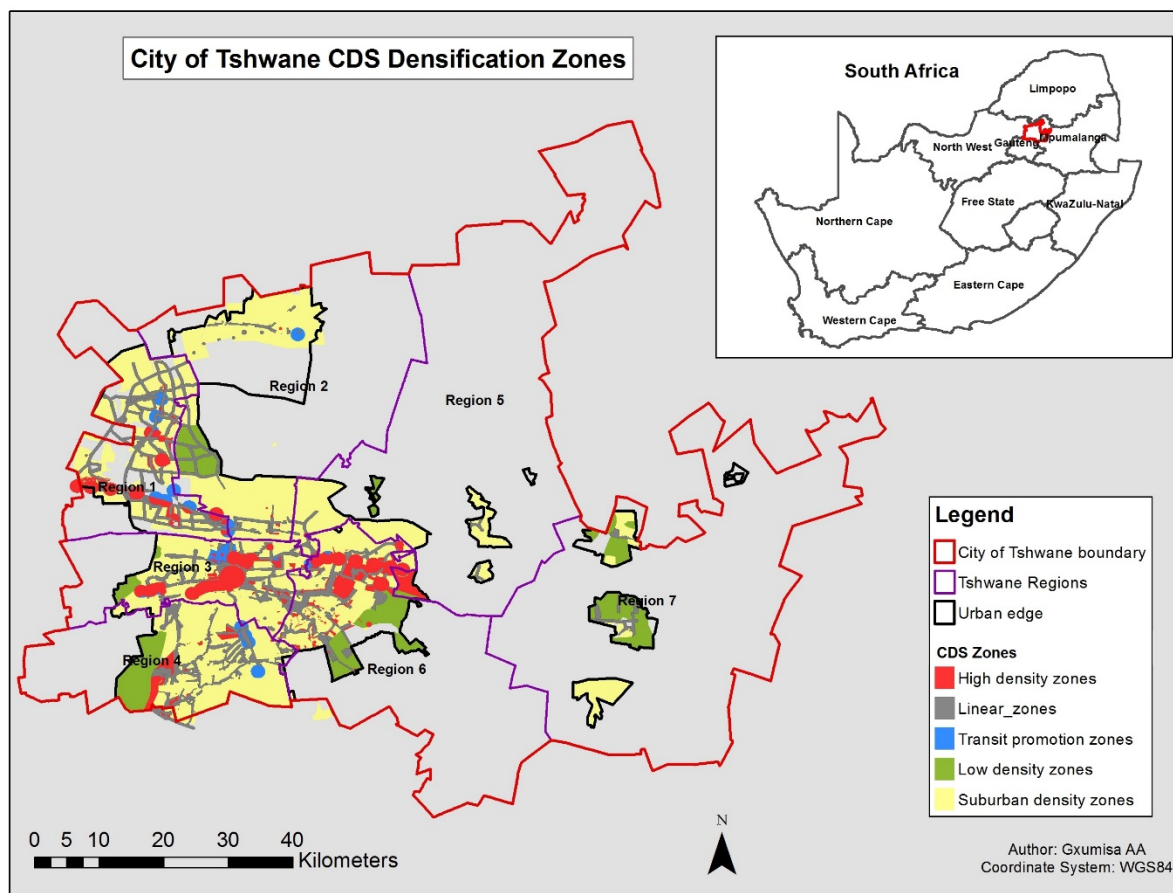 City of Tshwane CDS Densification Zones
South Africa
Limpopo
North West
Gauteng
Mpumalanga
Free State
KwaZulu-Natal
Northern Cape
Eastern Cape
Western Cape
Region 2
Region 5
Region 1
Region 3
Region 7
Region 4
Region 6
Legend
City of Tshwane boundary
Tshwane Regions
Urban edge
CDS Zones
High density zones
Linear_zones
Transit promotion zones
Low density zones
Suburban density zones
0 5 10 20 30 40
Kilometers
N
Author: Gxumisa AA
Coordinate System: WGS84